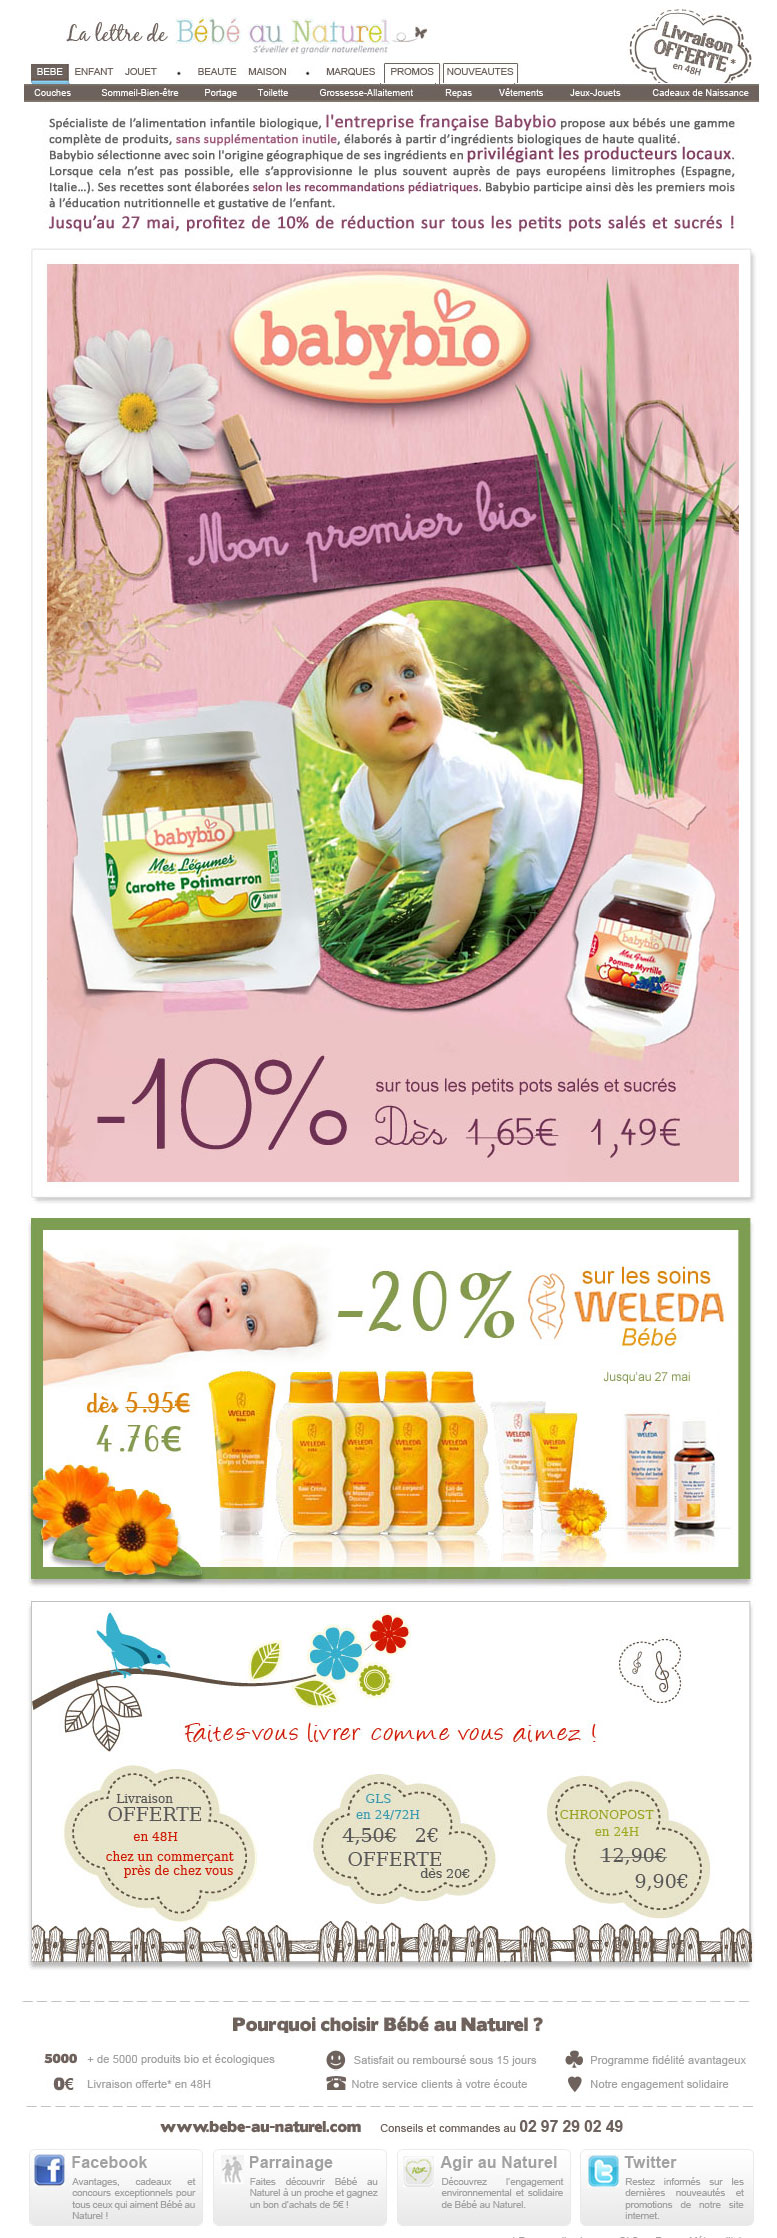 La lettre de Bébé au Naturel
S'éveiller et grandir naturellement
Livraison
OFFERTE*
en 48H
BEBE ENFANT JOUET • BEAUTE MAISON • MARQUES PROMOS NOUVEAUTES
Couches Sommeil-Bien-être Portage Toilette Grossesse-Allaitement Repas Vêtements Jeux-Jouets Cadeaux de Naissance
Spécialiste de l'alimentation infantile biologique, l'entreprise française Babybio propose aux bébés une gamme
complète de produits, sans supplémentation inutile, élaborés à partir d'ingrédients biologiques de haute qualité.
Babybio sélectionne avec soin l'origine géographique de ses ingrédients en privilégiant les producteurs locaux.
Lorsque cela n'est pas possible, elle s'approvisionne le plus souvent auprès de pays européens limitrophes (Espagne,
Italie...). Ses recettes sont élaborées selon les recommandations pédiatriques. Babybio participe ainsi dès les premiers mois
à l'éducation nutritionnelle et gustative de l'enfant.
Jusqu'au 27 mai, profitez de 10% de réduction sur tous les petits pots salés et sucrés !
babybio
Mon premier bio
babybio
Mes Légumes
Carotte Potimarron
babybio
Mes Fruits
Pomme Myrtille
-10%
sur tous les petits pots salés et sucrés
Dès 1,65€ 1,49€
-20%
sur les soins
WELEDA
Bébé
Jusqu'au 27 mai
dès 5.95€
4.76€
WELEDA
WELEDA
WELEDA
WELEDA
WELEDA
Faites-vous livrer comme vous aimez !
Livraison
OFFERTE
en 48H
chez un commerçant
près de chez vous
GLS
en 24/72H
4,50€ 2€
OFFERTE
dès 20€
CHRONOPOST
en 24H
12,90€
9,90€
Pourquoi choisir Bébé au Naturel ?
5000 + de 5000 produits bio et écologiques
Satisfait ou remboursé sous 15 jours
Programme fidélité avantageux
0€ Livraison offerte* en 48H
Notre service clients à votre écoute
Notre engagement solidaire
www.bebe-au-naturel.com Conseils et commandes au 02 97 29 02 49
Facebook
Avantages, cadeaux et
concours exceptionnels pour
tous ceux qui aiment Bébé au
Naturel !
Parrainage
Faites découvrir Bébé au
Naturel à un proche et gagnez
un bon d'achats de 5€ !
Agir au Naturel
Découvrez l'engagement
environnemental et solidaire
de Bébé au Naturel.
Twitter
Restez informés sur les
dernières nouveautés et
promotions de notre site
internet.